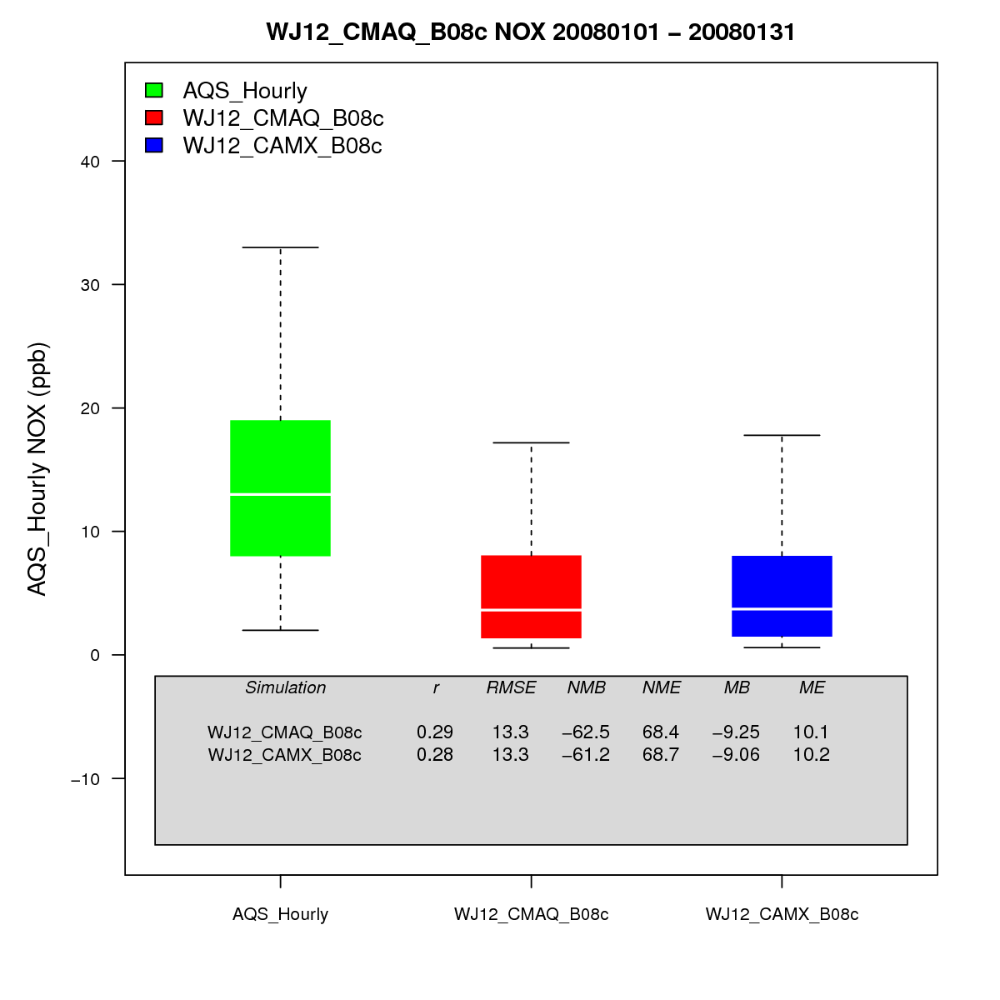 WJ12_CMAQ_B08c NOX 20080101 − 20080131
AQS_Hourly
WJ12_CMAQ_B08c
WJ12_CAMX_B08c
AQS_Hourly NOX (ppb)
40
30
20
10
0
−10
Simulation r RMSE NMB NME MB ME
WJ12_CMAQ_B08c 0.29 13.3 −62.5 68.4 −9.25 10.1
WJ12_CAMX_B08c 0.28 13.3 −61.2 68.7 −9.06 10.2
AQS_Hourly WJ12_CMAQ_B08c WJ12_CAMX_B08c